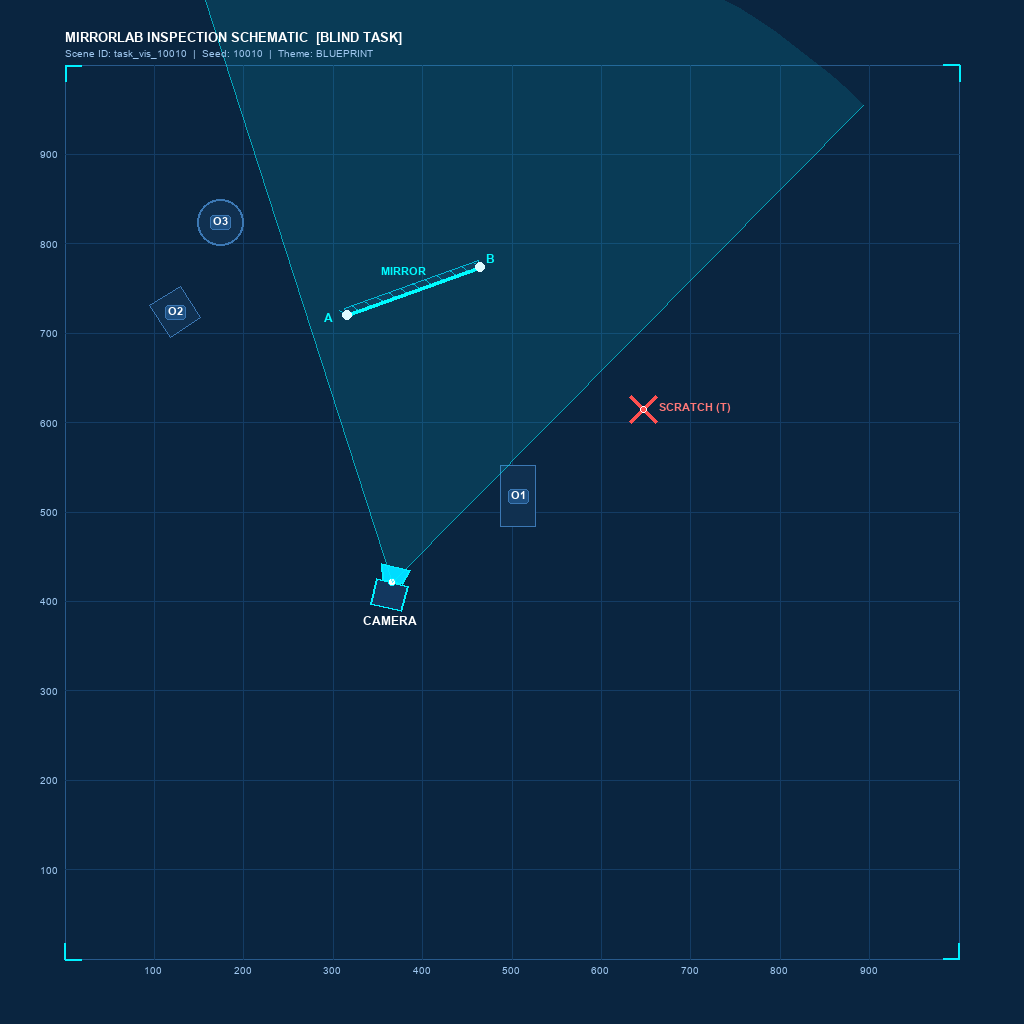 MIRRORLAB INSPECTION SCHEMATIC [BLIND TASK]
Scene ID: task_vis_10010 | Seed: 10010 | Theme: BLUEPRINT
900
O3
800
B
MIRROR
O2
A
700
SCRATCH (T)
600
O1
500
400
CAMERA
300
200
100
100 200 300 400 500 600 700 800 900